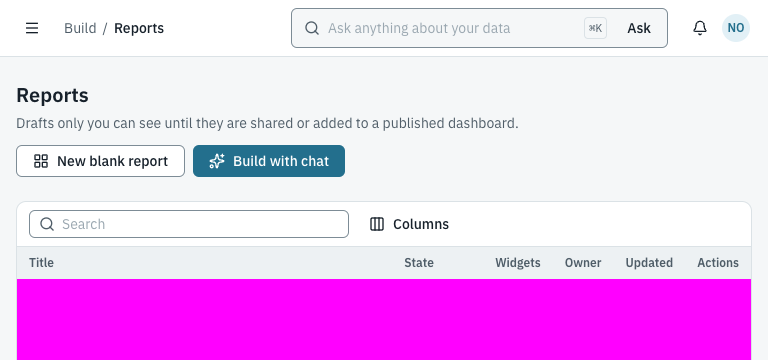 Build / Reports
Ask anything about your data ⌘K Ask
NO
Reports
Drafts only you can see until they are shared or added to a published dashboard.
New blank report
Build with chat
Search
Columns
Title State Widgets Owner Updated Actions